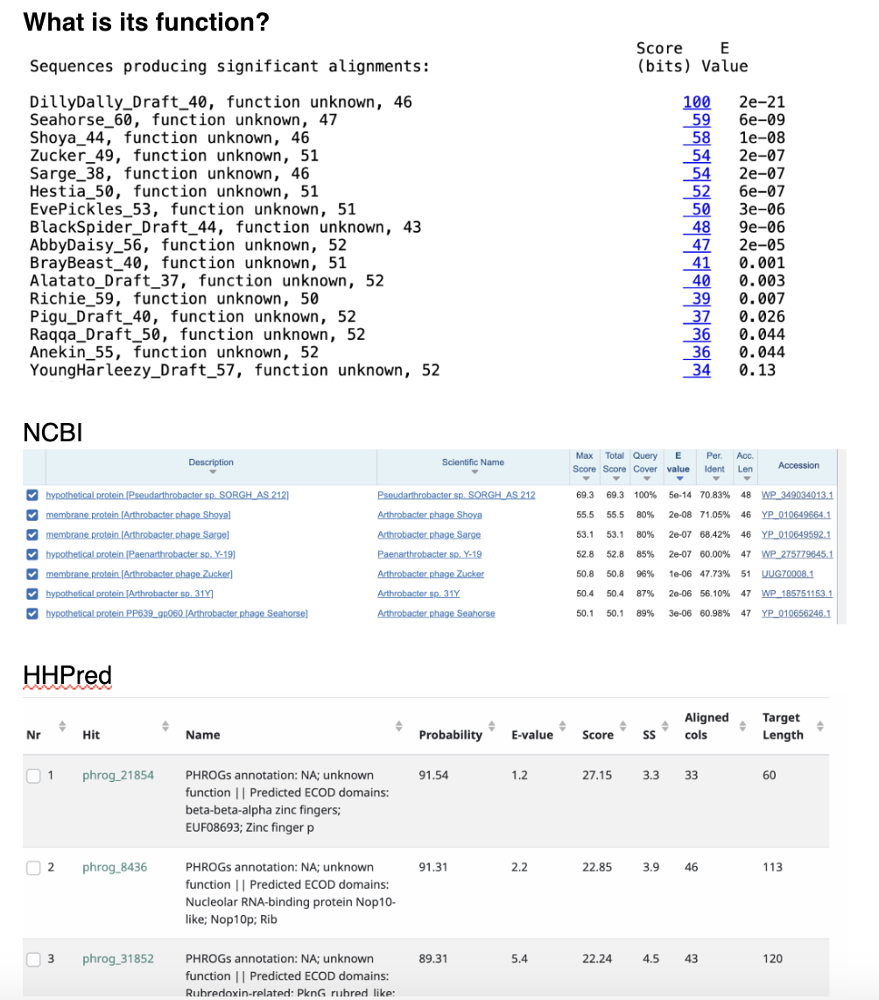 What is its function?
Score E
Sequences producing significant alignments: (bits) Value
DillyDally_Draft_40, function unknown, 46 100 2e-21
Seahorse_60, function unknown, 47 59 6e-09
Shoya_44, function unknown, 46 58 1e-08
Zucker_49, function unknown, 51 54 2e-07
Sarge_38, function unknown, 46 54 2e-07
Hestia_50, function unknown, 51 52 6e-07
EvePickles_53, function unknown, 51 50 3e-06
BlackSpider_Draft_44, function unknown, 43 48 9e-06
AbbyDaisy_56, function unknown, 52 47 2e-05
BrayBeast_40, function unknown, 51 41 0.001
Alatato_Draft_37, function unknown, 52 40 0.003
Richie_59, function unknown, 50 39 0.007
Pigu_Draft_40, function unknown, 52 37 0.026
Raqqa_Draft_50, function unknown, 52 36 0.044
Anekin_55, function unknown, 52 36 0.044
YoungHarleezy_Draft_57, function unknown, 52 34 0.13
NCBI
Description Scientific Name Max Score Total Score Query Cover E value Per. Ident Acc. Len Accession
hypothetical protein [Pseudarthrobacter sp. SORGH_AS 212] Pseudarthrobacter sp. SORGH_AS 212 69.3 69.3 100% 5e-14 70.83% 48 WP_349034013.1
membrane protein [Arthrobacter phage Shoya] Arthrobacter phage Shoya 55.5 55.5 80% 2e-08 71.05% 46 YP_010649664.1
membrane protein [Arthrobacter phage Sarge] Arthrobacter phage Sarge 53.1 53.1 80% 2e-07 68.42% 46 YP_010649592.1
hypothetical protein [Paenarthrobacter sp. Y-19] Paenarthrobacter sp. Y-19 52.8 52.8 85% 2e-07 60.00% 47 WP_275779645.1
membrane protein [Arthrobacter phage Zucker] Arthrobacter phage Zucker 50.8 50.8 96% 1e-06 47.73% 51 UUG70008.1
hypothetical protein [Arthrobacter sp. 31Y] Arthrobacter sp. 31Y 50.4 50.4 87% 2e-06 56.10% 47 WP_185751153.1
hypothetical protein PP639_gp060 [Arthrobacter phage Seahorse] Arthrobacter phage Seahorse 50.1 50.1 89% 3e-06 60.98% 47 YP_010656246.1
HHPred
Nr Hit Name Probability E-value Score SS Aligned cols Target Length
1 phrog_21854 PHROGs annotation: NA; unknown 91.54 1.2 27.15 3.3 33 60
function || Predicted ECOD domains:
beta-beta-alpha zinc fingers;
EUF08693; Zinc finger p
2 phrog_8436 PHROGs annotation: NA; unknown 91.31 2.2 22.85 3.9 46 113
function || Predicted ECOD domains:
Nucleolar RNA-binding protein Nop10-
like; Nop10p; Rib
3 phrog_31852 PHROGs annotation: NA; unknown 89.31 5.4 22.24 4.5 43 120
function || Predicted ECOD domains:
Rubredoxin-related; PknG_rubred_like;